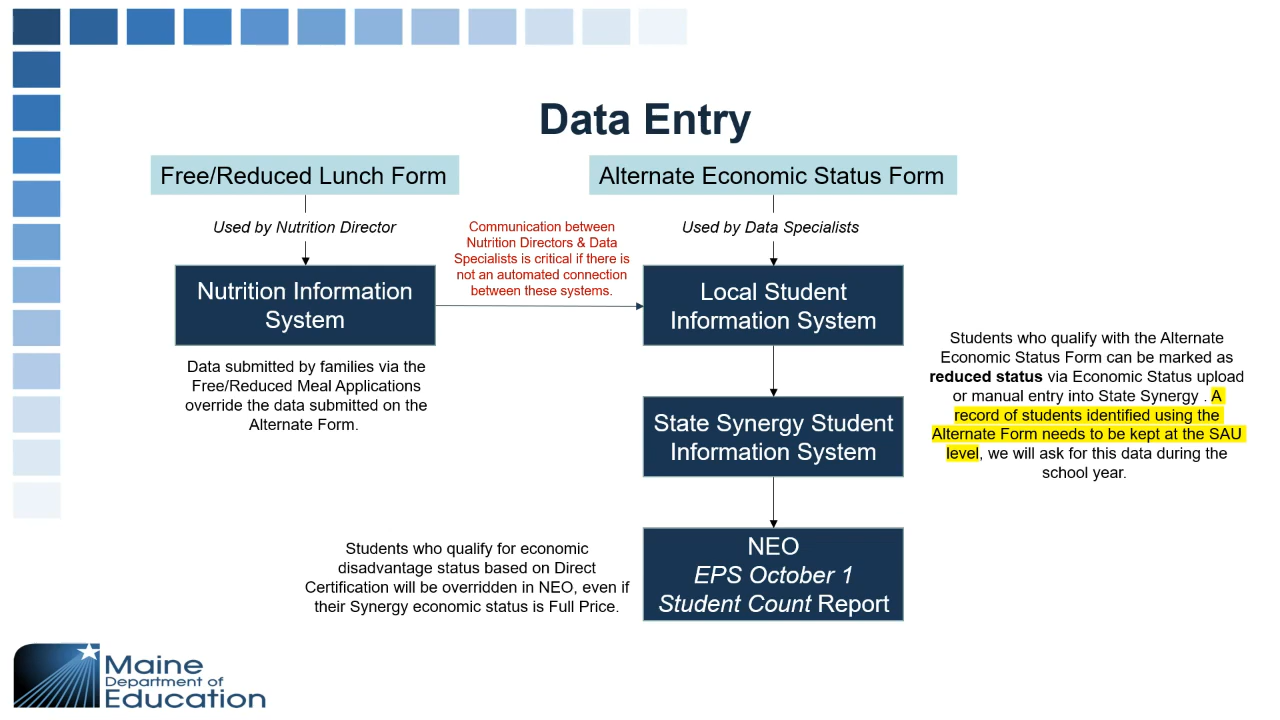 Data Entry
Free/Reduced Lunch Form
Used by Nutrition Director
Nutrition Information
System
Data submitted by families via the
Free/Reduced Meal Applications
override the data submitted on the
Alternate Form.
Communication between
Nutrition Directors & Data
Specialists is critical if there is
not an automated connection
between these systems.
Alternate Economic Status Form
Used by Data Specialists
Local Student
Information System
State Synergy Student
Information System
Students who qualify with the Alternate
Economic Status Form can be marked as
reduced status via Economic Status upload
or manual entry into State Synergy . A
record of students identified using the
Alternate Form needs to be kept at the SAU
level, we will ask for this data during the
school year.
Students who qualify for economic
disadvantage status based on Direct
Certification will be overridden in NEO, even if
their Synergy economic status is Full Price.
NEO
EPS October 1
Student Count Report
Maine
Department of
Education